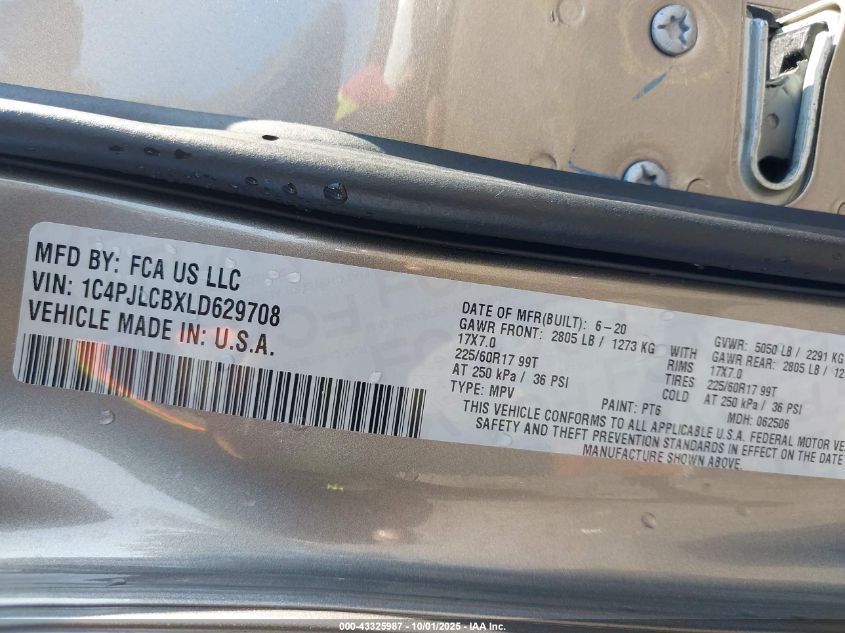 MFD BY: FCA US LLC
VIN: 1C4PJLCBXLD629708
VEHICLE MADE IN: U.S.A.
DATE OF MFR(BUILT): 6-20 GVWR: 5050 LB / 2291 KG
GAWR FRONT: 2805 LB / 1273 KG WITH GAWR REAR: 2805 LB /
17X7.0 RIMS 17X7.0
225/60R17 99T TIRES 225/60R17 99T
AT 250 kPa / 36 PSI COLD AT 250 kPa / 36 PSI
TYPE: MPV PAINT: PT6 MDH: 062506
THIS VEHICLE CONFORMS TO ALL APPLICABLE U.S.A. FEDERAL MOTOR
SAFETY AND THEFT PREVENTION STANDARDS IN EFFECT ON THE DATE
MANUFACTURE SHOWN ABOVE.
000-43325987 - 10/01/2025 - IAA Inc.